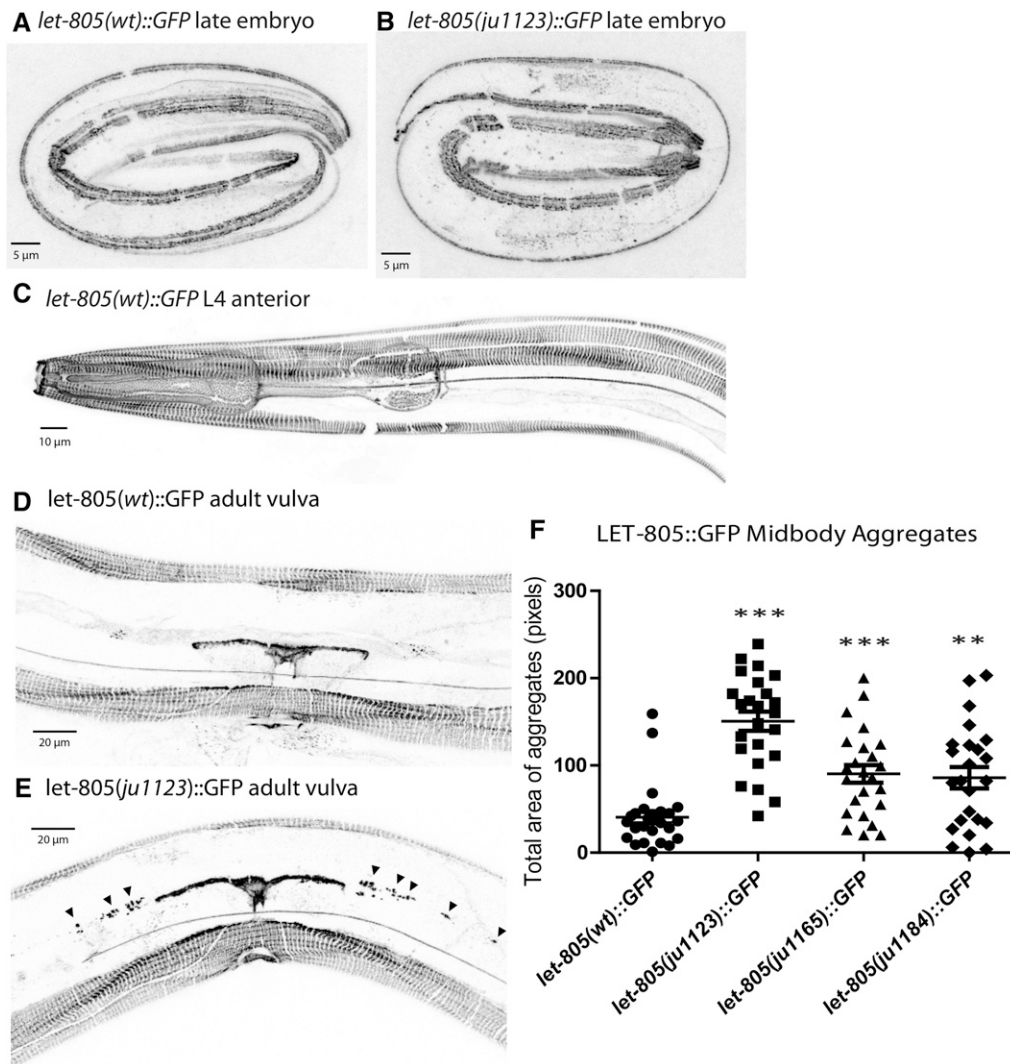 A let-805(wt)::GFP late embryo
5 µm
B let-805(ju1123)::GFP late embryo
5 µm
C let-805(wt)::GFP L4 anterior
10 µm
D let-805(wt)::GFP adult vulva
20 µm
E let-805(ju1123)::GFP adult vulva
20 µm
F LET-805::GFP Midbody Aggregates
Total area of aggregates (pixels)
300
200
100
0
***
***
**
let-805(wt)::GFP
let-805(ju1123)::GFP
let-805(ju1165)::GFP
let-805(ju1184)::GFP